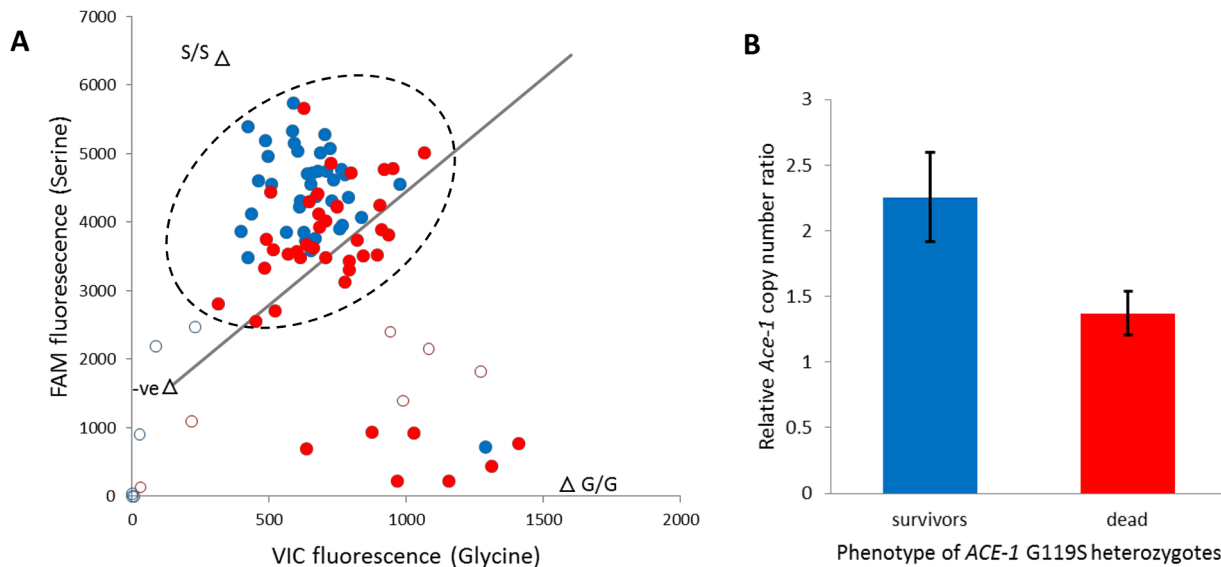 A
FAM fluoresecence (Serine)
7000
6000
5000
4000
3000
2000
1000
0
S/S
-ve
G/G
0 500 1000 1500 2000
VIC fluorescence (Glycine)
B
Relative Ace-1 copy number ratio
3
2.5
2
1.5
1
0.5
0
survivors dead
Phenotype of ACE-1 G119S heterozygotes